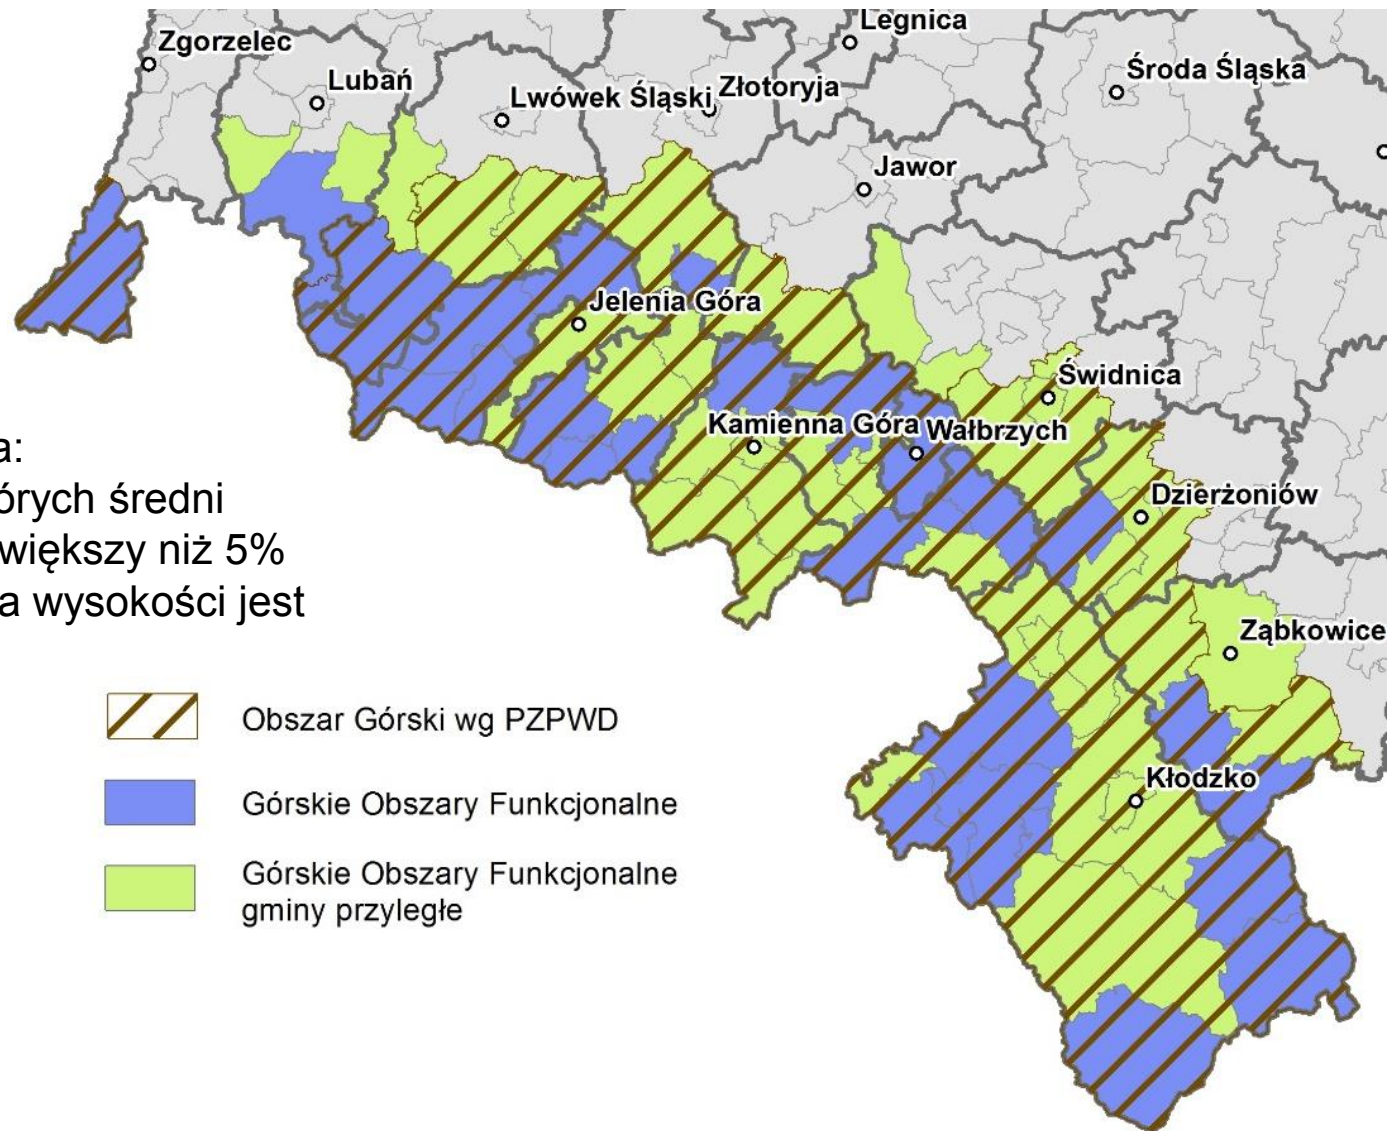 Legnica
Zgorzelec
Lubań
Środa Śląska
Złotoryja
Lwówek Śląski
Jawor
Jelenia Góra
Świdnica
Kamienna Góra
Wałbrzych
a:
órych średni
większy niż 5%
a wysokości jest
Dzierżoniów
Ząbkowice
Obszar Górski wg PZPWD
Kłodzko
Górskie Obszary Funkcjonalne
Górskie Obszary Funkcjonalne
gminy przyległe